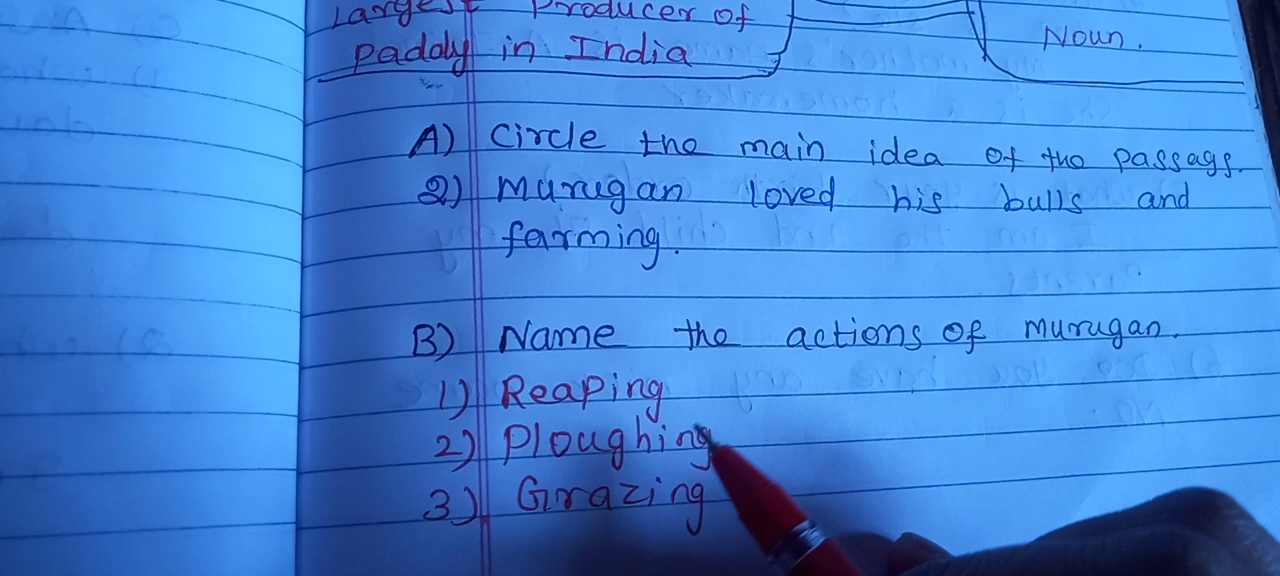 Largest Producer of
Paddy in India
Noun.
A) Circle the main idea of the passage.
2) Murugan loved his bulls and
farming.
B) Name the actions of Murugan.
1) Reaping
2) Ploughing
3) Grazing